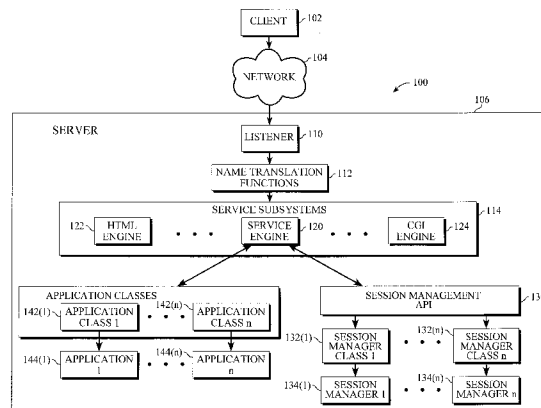 CLIENT
102
104
NETWORK
100
106
SERVER
LISTENER
110
NAME TRANSLATION
FUNCTIONS
112
SERVICE SUBSYSTEMS
114
122
HTML
ENGINE
SERVICE
ENGINE
120
CGI
ENGINE
124
APPLICATION CLASSES
142(1)
APPLICATION
CLASS 1
142(n)
APPLICATION
CLASS n
144(1)
APPLICATION
1
144(n)
APPLICATION
n
SESSION MANAGEMENT
API
132(1)
SESSION
MANAGER
CLASS 1
132(n)
SESSION
MANAGER
CLASS n
134(1)
SESSION
MANAGER 1
134(n)
SESSION
MANAGER n